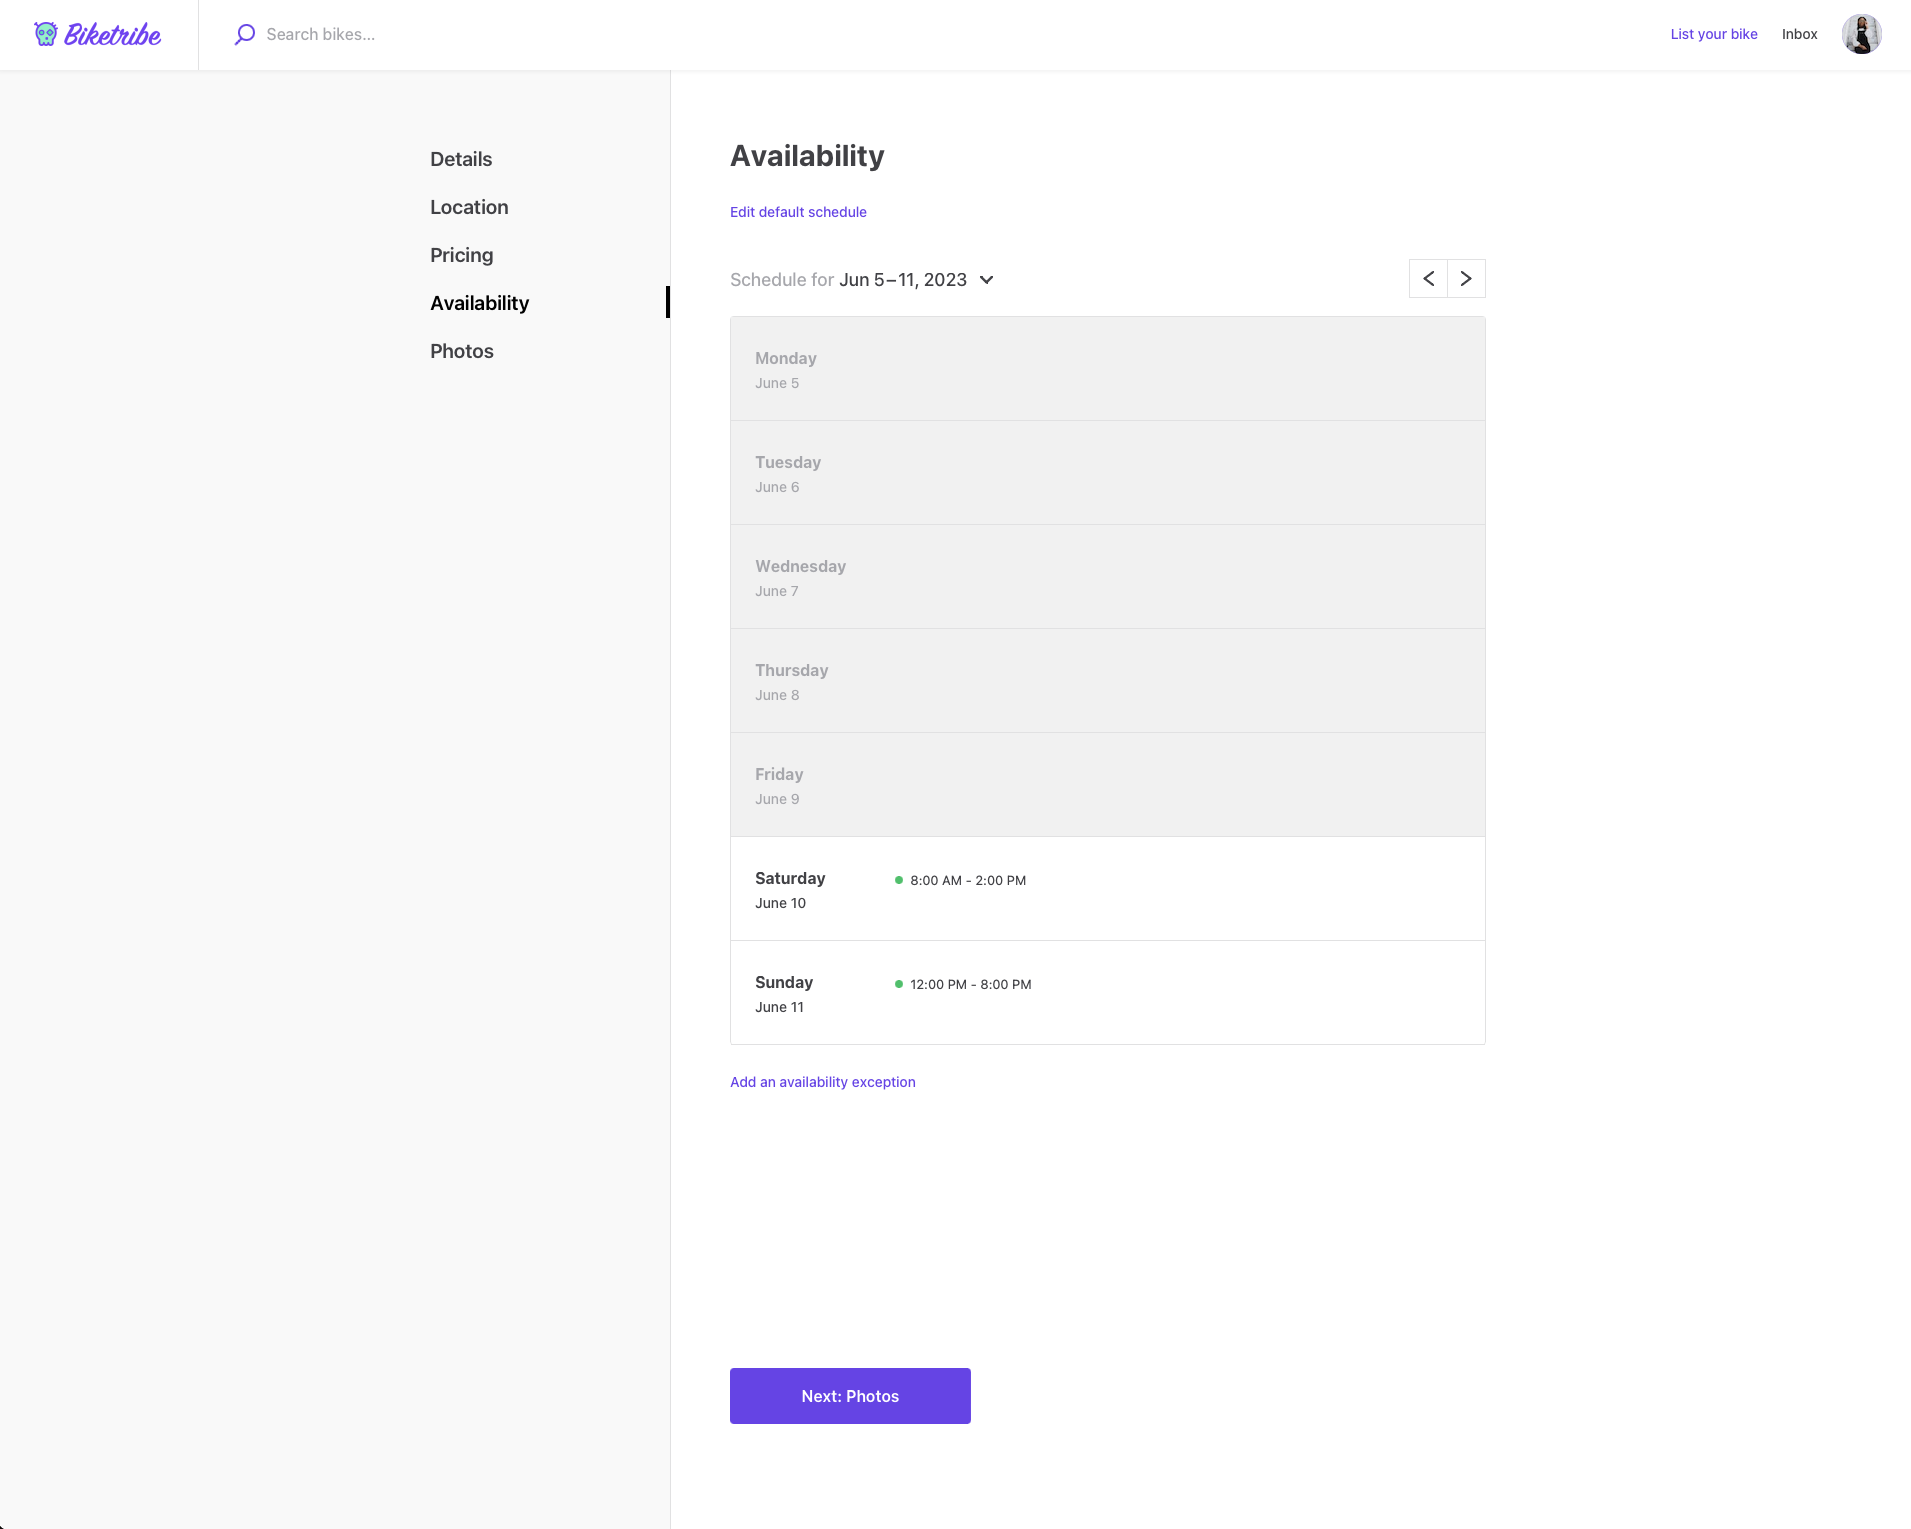 Biketribe
Search bikes...
List your bike
Inbox
Details
Location
Pricing
Availability
Photos
Availability
Edit default schedule
Schedule for Jun 5 – 11, 2023
Monday
June 5
Tuesday
June 6
Wednesday
June 7
Thursday
June 8
Friday
June 9
Saturday
8:00 AM - 2:00 PM
June 10
Sunday
12:00 PM - 8:00 PM
June 11
Add an availability exception
Next: Photos